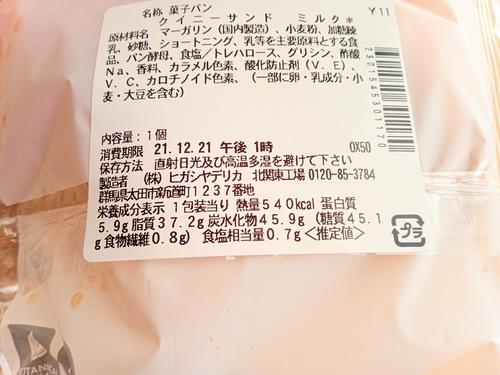 名称 菓子パン Y11
クイニーサンド ミルク*
原材料名 マーガリン（国内製造）、小麦粉、加糖練
乳、砂糖、ショートニング、乳等を主要原料とする食
品、パン酵母、食塩／トレハロース、グリシン、酢酸
Na、香料、カラメル色素、酸化防止剤（V.E）、
V.C、カロチノイド色素、（一部に卵・乳成分・小
麦・大豆を含む）
2301545301170
内容量：1個
消費期限 21.12.21 午後1時 0X50
保存方法 直射日光及び高温多湿を避けて下さい
製造者 （株）ヒガシヤデリカ 北関東工場 0120-85-3784
群馬県太田市新道町1237番地
栄養成分表示 1包装当り 熱量540kcal 蛋白質
5.9g 脂質37.2g 炭水化物45.9g（糖質45.1
g 食物繊維0.8g） 食塩相当量0.7g＜推定値＞
プラ